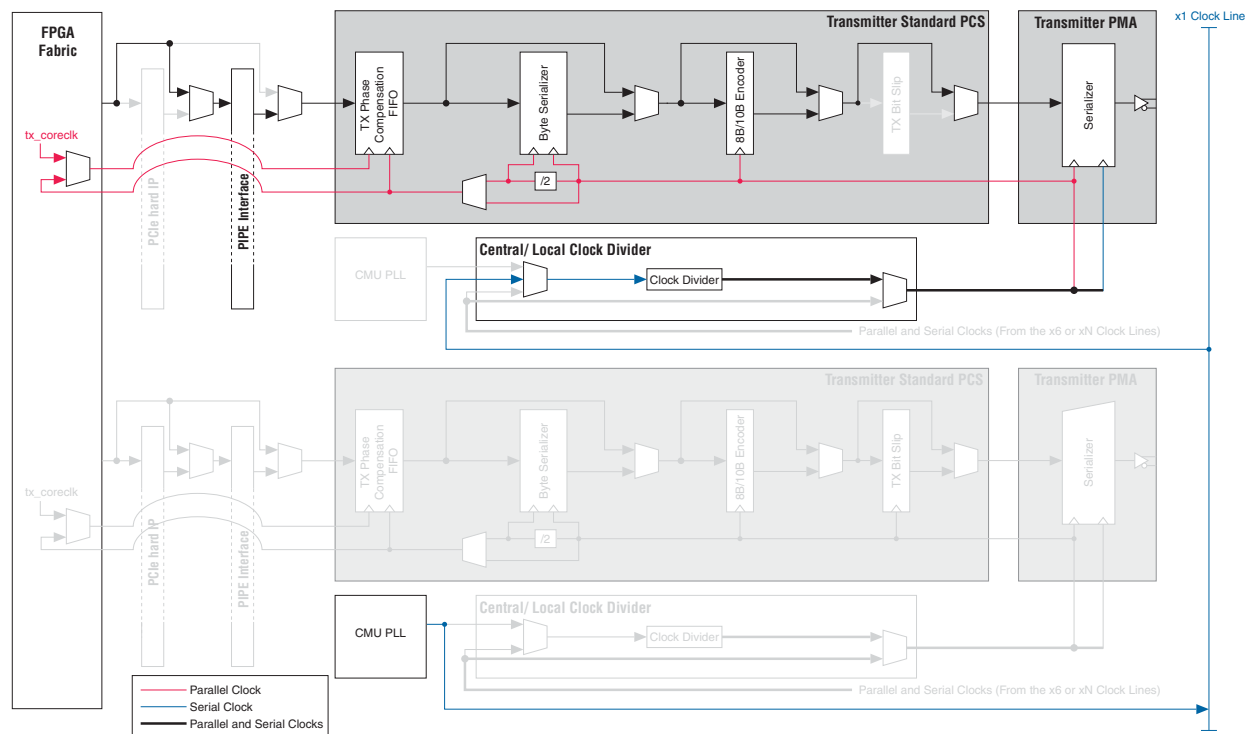 FPGA
Fabric
Transmitter Standard PCS
Transmitter PMA
x1 Clock Line
tx_coreclk
PCIe hard IP
PIPE Interface
TX Phase
Compensation
FIFO
Byte Serializer
/2
8B/10B Encoder
TX Bit Slip
Serializer
CMU PLL
Central/ Local Clock Divider
Clock Divider
Parallel and Serial Clocks (From the x6 or xN Clock Lines)
Transmitter Standard PCS
Transmitter PMA
tx_coreclk
PCIe hard IP
PIPE Interface
TX Phase
Compensation
FIFO
Byte Serializer
/2
8B/10B Encoder
TX Bit Slip
Serializer
CMU PLL
Central/ Local Clock Divider
Clock Divider
Parallel and Serial Clocks (From the x6 or xN Clock Lines)
Parallel Clock
Serial Clock
Parallel and Serial Clocks